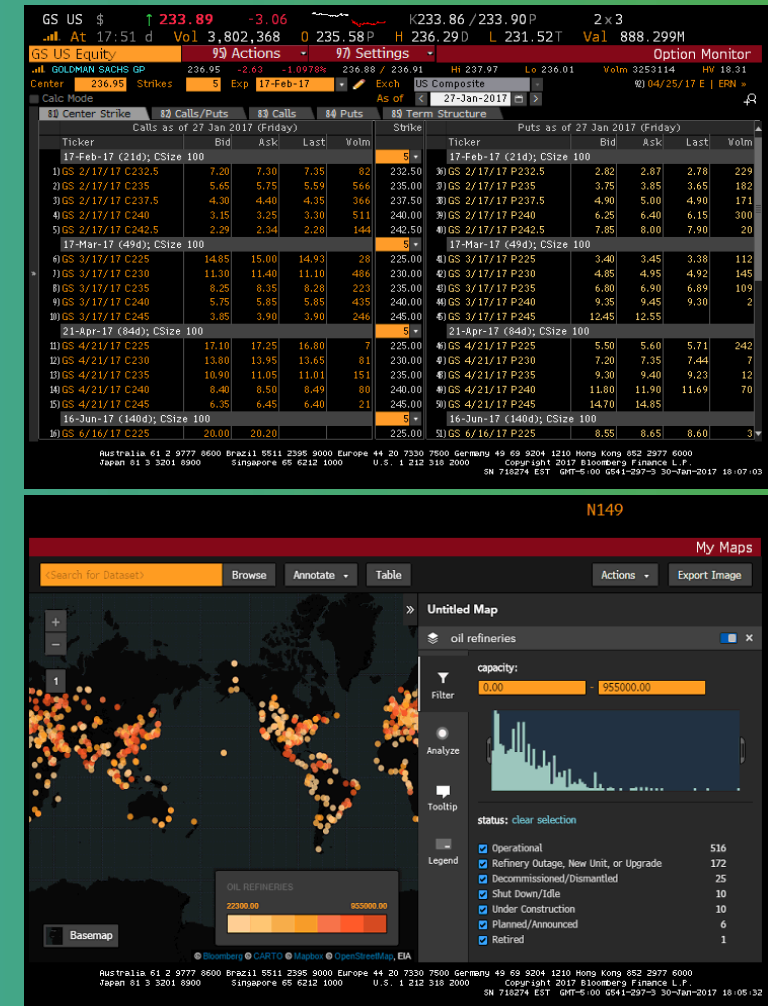 GS US $ ↑ 233.89 -3.06 K233.86/233.90P 2×3
At 17:51 d Vol 3,802,368 O 235.58P H 236.29D L 231.52T Val 888.299M
GS US Equity 95) Actions 97) Settings Option Monitor
GOLDMAN SACHS GP 236.95 -2.63 -1.0978% 236.88 / 236.91 Hi 237.97 Lo 236.01 Volm 3253114 HV 18.31
Center 236.95 Strikes 5 Exp 17-Feb-17 Exch US Composite 92) 04/25/17 E | ERN »
Calc Mode As of < 27-Jan-2017 >
81) Center Strike 82) Calls/Puts 83) Calls 84) Puts 85) Term Structure
Calls as of 27 Jan 2017 (Friday) Strike Puts as of 27 Jan 2017 (Friday)
Ticker Bid Ask Last Volm Ticker Bid Ask Last Volm
17-Feb-17 (21d); CSize 100 5 17-Feb-17 (21d); CSize 100
1) GS 2/17/17 C232.5 7.20 7.30 7.35 82 232.50 36) GS 2/17/17 P232.5 2.82 2.87 2.78 229
2) GS 2/17/17 C235 5.65 5.75 5.59 566 235.00 37) GS 2/17/17 P235 3.75 3.85 3.65 182
3) GS 2/17/17 C237.5 4.30 4.40 4.35 366 237.50 38) GS 2/17/17 P237.5 4.90 5.00 4.90 171
4) GS 2/17/17 C240 3.15 3.25 3.30 511 240.00 39) GS 2/17/17 P240 6.25 6.40 6.15 300
5) GS 2/17/17 C242.5 2.29 2.34 2.28 144 242.50 40) GS 2/17/17 P242.5 7.85 8.00 7.90 20
17-Mar-17 (49d); CSize 100 5 17-Mar-17 (49d); CSize 100
6) GS 3/17/17 C225 14.85 15.00 14.93 28 225.00 41) GS 3/17/17 P225 3.40 3.45 3.38 112
7) GS 3/17/17 C230 11.30 11.40 11.10 486 230.00 42) GS 3/17/17 P230 4.85 4.95 4.92 145
8) GS 3/17/17 C235 8.25 8.35 8.28 223 235.00 43) GS 3/17/17 P235 6.80 6.90 6.89 109
9) GS 3/17/17 C240 5.75 5.85 5.85 435 240.00 44) GS 3/17/17 P240 9.35 9.45 9.30 2
10) GS 3/17/17 C245 3.85 3.90 3.90 246 245.00 45) GS 3/17/17 P245 12.45 12.55
21-Apr-17 (84d); CSize 100 5 21-Apr-17 (84d); CSize 100
11) GS 4/21/17 C225 17.10 17.25 16.80 7 225.00 46) GS 4/21/17 P225 5.50 5.60 5.71 242
12) GS 4/21/17 C230 13.80 13.95 13.65 81 230.00 47) GS 4/21/17 P230 7.20 7.35 7.44 7
13) GS 4/21/17 C235 10.90 11.05 11.01 151 235.00 48) GS 4/21/17 P235 9.30 9.40 9.23 12
14) GS 4/21/17 C240 8.40 8.50 8.49 80 240.00 49) GS 4/21/17 P240 11.80 11.90 11.69 70
15) GS 4/21/17 C245 6.35 6.45 6.40 21 245.00 50) GS 4/21/17 P245 14.70 14.85
16-Jun-17 (140d); CSize 100 5 16-Jun-17 (140d); CSize 100
16) GS 6/16/17 C225 20.00 20.20 225.00 51) GS 6/16/17 P225 8.55 8.65 8.60 3
Australia 61 2 9777 8600 Brazil 5511 2395 9000 Europe 44 20 7330 7500 Germany 49 69 9204 1210 Hong Kong 852 2977 6000
Japan 81 3 3201 8900 Singapore 65 6212 1000 U.S. 1 212 318 2000 Copyright 2017 Bloomberg Finance L.P.
SN 718274 EST GMT-5:00 G541-297-3 30-Jan-2017 18:07:03
N149
My Maps
<Search for Dataset> Browse Annotate Table Actions Export Image
+ » Untitled Map
−
oil refineries ×
1
capacity:
Filter 0.00 - 955000.00
Analyze
Tooltip
status: clear selection
Legend
Operational 516
Refinery Outage, New Unit, or Upgrade 172
Decommissioned/Dismantled 25
Shut Down/Idle 10
Under Construction 10
Planned/Announced 6
Retired 1
OIL REFINERIES
22300.00 955000.00
Basemap
© Bloomberg © CARTO © Mapbox © OpenStreetMap, EIA
Australia 61 2 9777 8600 Brazil 5511 2395 9000 Europe 44 20 7330 7500 Germany 49 69 9204 1210 Hong Kong 852 2977 6000
Japan 81 3 3201 8900 Singapore 65 6212 1000 U.S. 1 212 318 2000 Copyright 2017 Bloomberg Finance L.P.
SN 718274 EST GMT-5:00 G541-297-3 30-Jan-2017 18:05:32